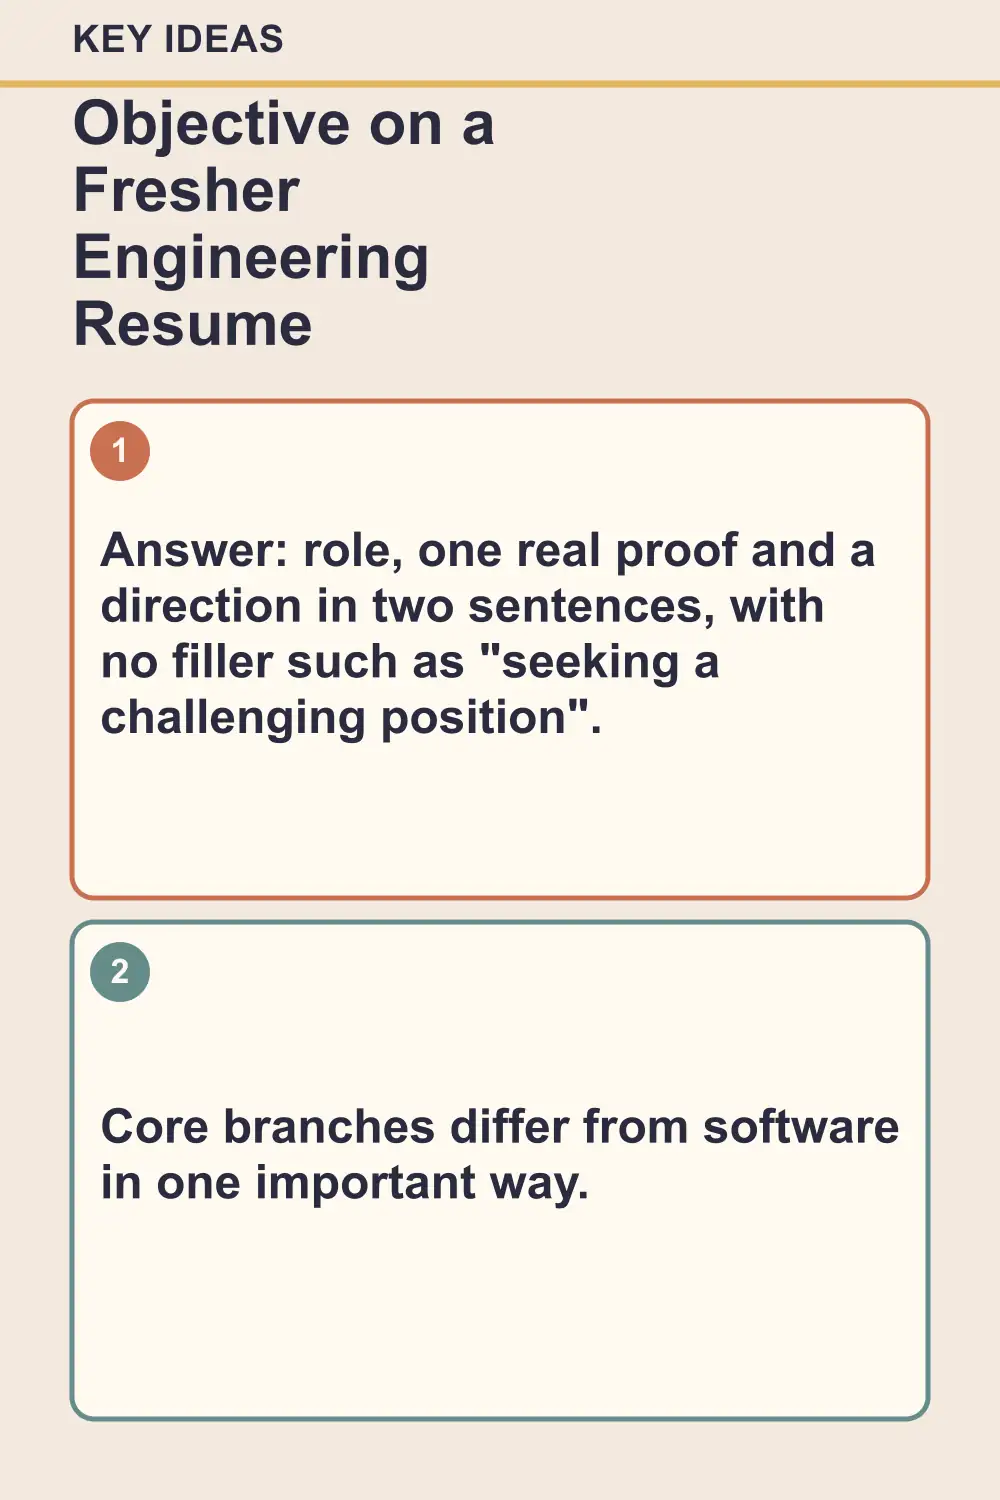 KEY IDEAS
Objective on a
Fresher
Engineering
Resume
1
Answer: role, one real proof and a
direction in two sentences, with
no filler such as "seeking a
challenging position".
2
Core branches differ from software
in one important way.